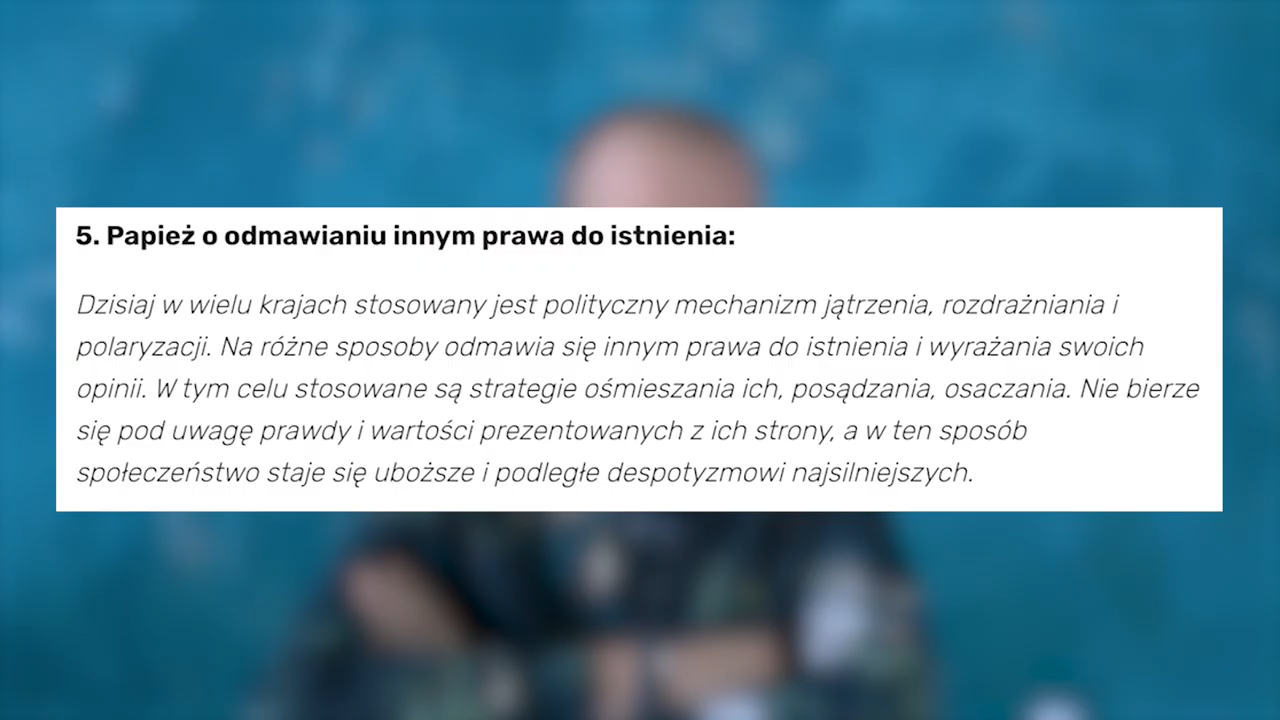 5. Papież o odmawianiu innym prawa do istnienia:
Dzisiaj w wielu krajach stosowany jest polityczny mechanizm jątrzenia, rozdrażniania i
polaryzacji. Na różne sposoby odmawia się innym prawa do istnienia i wyrażania swoich
opinii. W tym celu stosowane są strategie ośmieszania ich, posądzania, osaczania. Nie bierze
się pod uwagę prawdy i wartości prezentowanych z ich strony, a w ten sposób
społeczeństwo staje się uboższe i podległe despotyzmowi najsilniejszych.